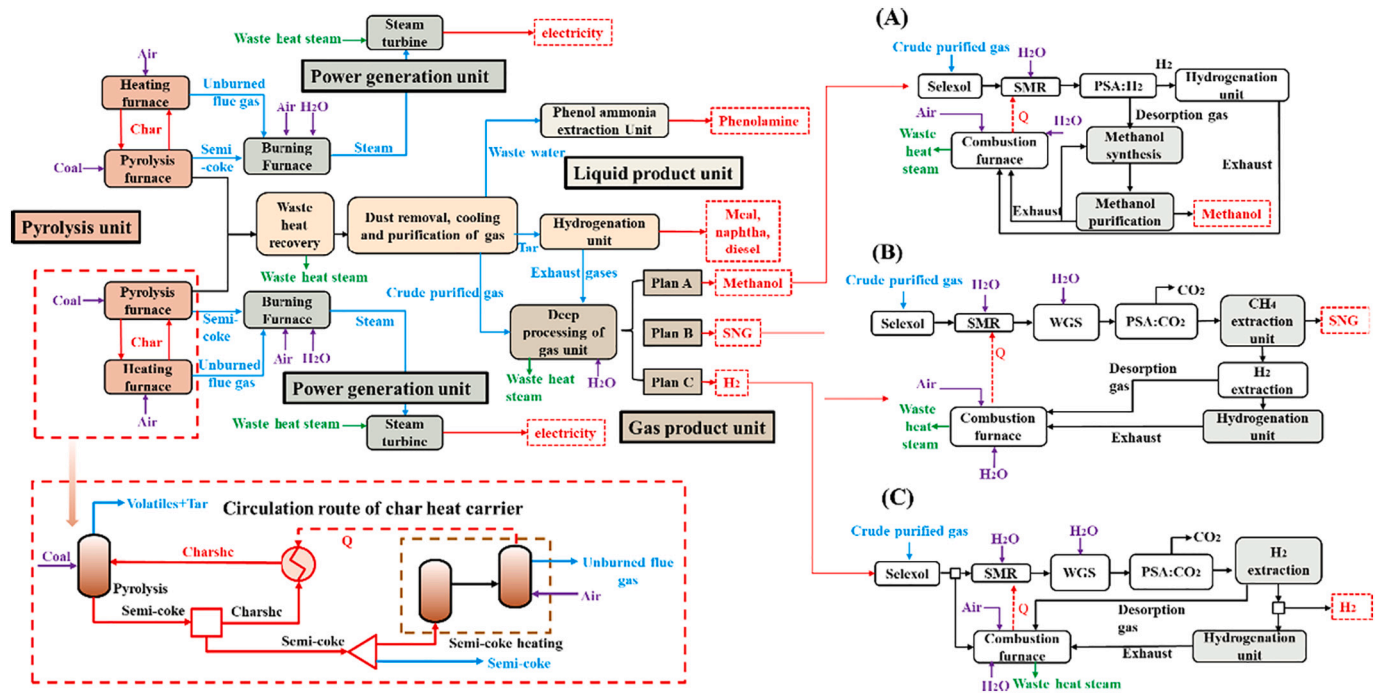 Steam
turbine
Waste heat steam
electricity
Air
Heating
furnace
Unburned
flue gas
Power generation unit
Air H2O
Char
Pyrolysis
furnace
Coal
Semi
-coke
Burning
Furnace
Steam
Phenol ammonia
extraction Unit
Phenolamine
Waste water
Liquid product unit
Pyrolysis unit
Waste
heat
recovery
Dust removal, cooling
and purification of gas
Tar
Hydrogenation
unit
Meal,
naphtha,
diesel
Waste heat steam
Exhaust gases
Crude purified gas
Coal
Pyrolysis
furnace
Semi-
coke
Burning
Furnace
Steam
Char
Heating
furnace
Unburned
flue gas
Air
H2O
Air
Deep
processing of
gas unit
Plan A
Methanol
Plan B
SNG
Plan C
H2
Waste heat
steam
H2O
Power generation unit
Gas product unit
Waste heat steam
Steam
turbine
electricity
Circulation route of char heat carrier
Volatiles+Tar
Coal
Charshc
Q
Pyrolysis
Unburned flue
gas
Air
Semi-coke
Charshc
Semi-coke
Semi-coke heating
Semi-coke
(A)
Crude purified gas
H2O
H2
Selexol
SMR
PSA:H2
Hydrogenation
unit
Air
Q
H2O
Desorption gas
Waste
heat
steam
Combustion
furnace
Methanol
synthesis
Exhaust
Exhaust
Methanol
purification
Methanol
(B)
Crude purified gas
H2O
H2O
CO2
Selexol
SMR
WGS
PSA:CO2
CH4
extraction
unit
SNG
Q
Air
Desorption
gas
H2
extraction
Waste
heat
steam
Combustion
furnace
Exhaust
Hydrogenation
unit
H2O
(C)
Crude purified gas
H2O
H2O
CO2
Selexol
SMR
WGS
PSA:CO2
H2
extraction
Air
Q
Desorption
gas
H2
Combustion
furnace
Exhaust
Hydrogenation
unit
H2O
Waste heat steam